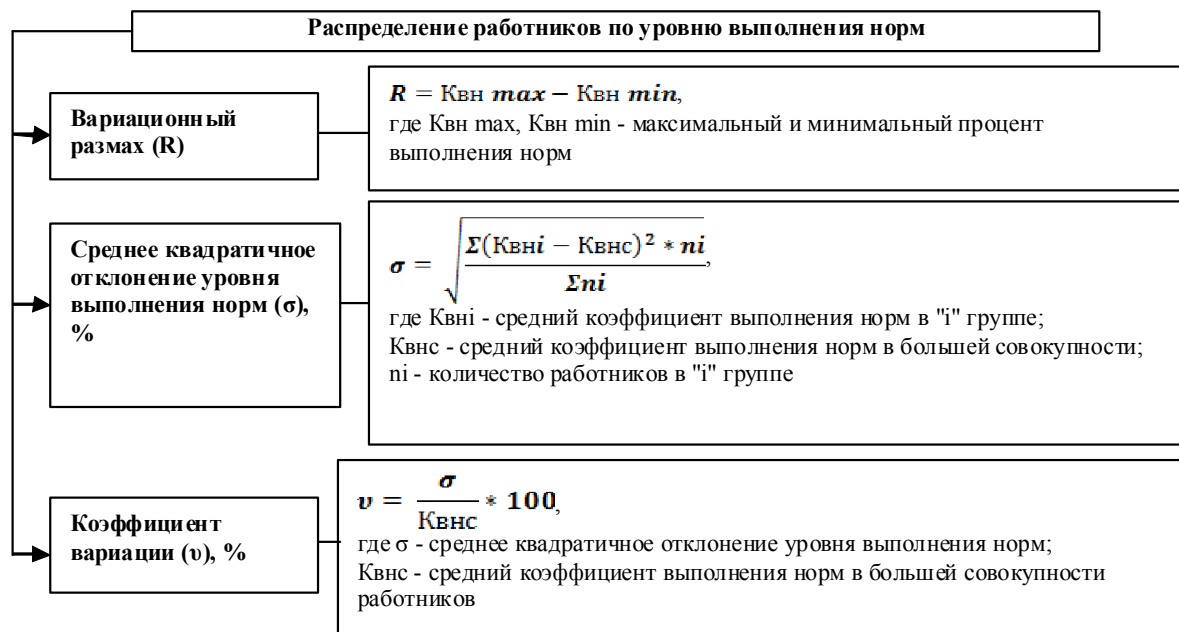 Распределение работников по уровню выполнения норм
Вариационный
размах (R)
R = Квн max − Квн min,
где Квн max, Квн min - максимальный и минимальный процент
выполнения норм
Среднее квадратичное
отклонение уровня
выполнения норм (σ),
%
σ = √(Σ(Квнi − Квнс)² * ni / Σni),
где Квнi - средний коэффициент выполнения норм в "i" группе;
Квнс - средний коэффициент выполнения норм в большей совокупности;
ni - количество работников в "i" группе
Коэффициент
вариации (υ), %
υ = σ / Квнс * 100,
где σ - среднее квадратичное отклонение уровня выполнения норм;
Квнс - средний коэффициент выполнения норм в большей совокупности
работников